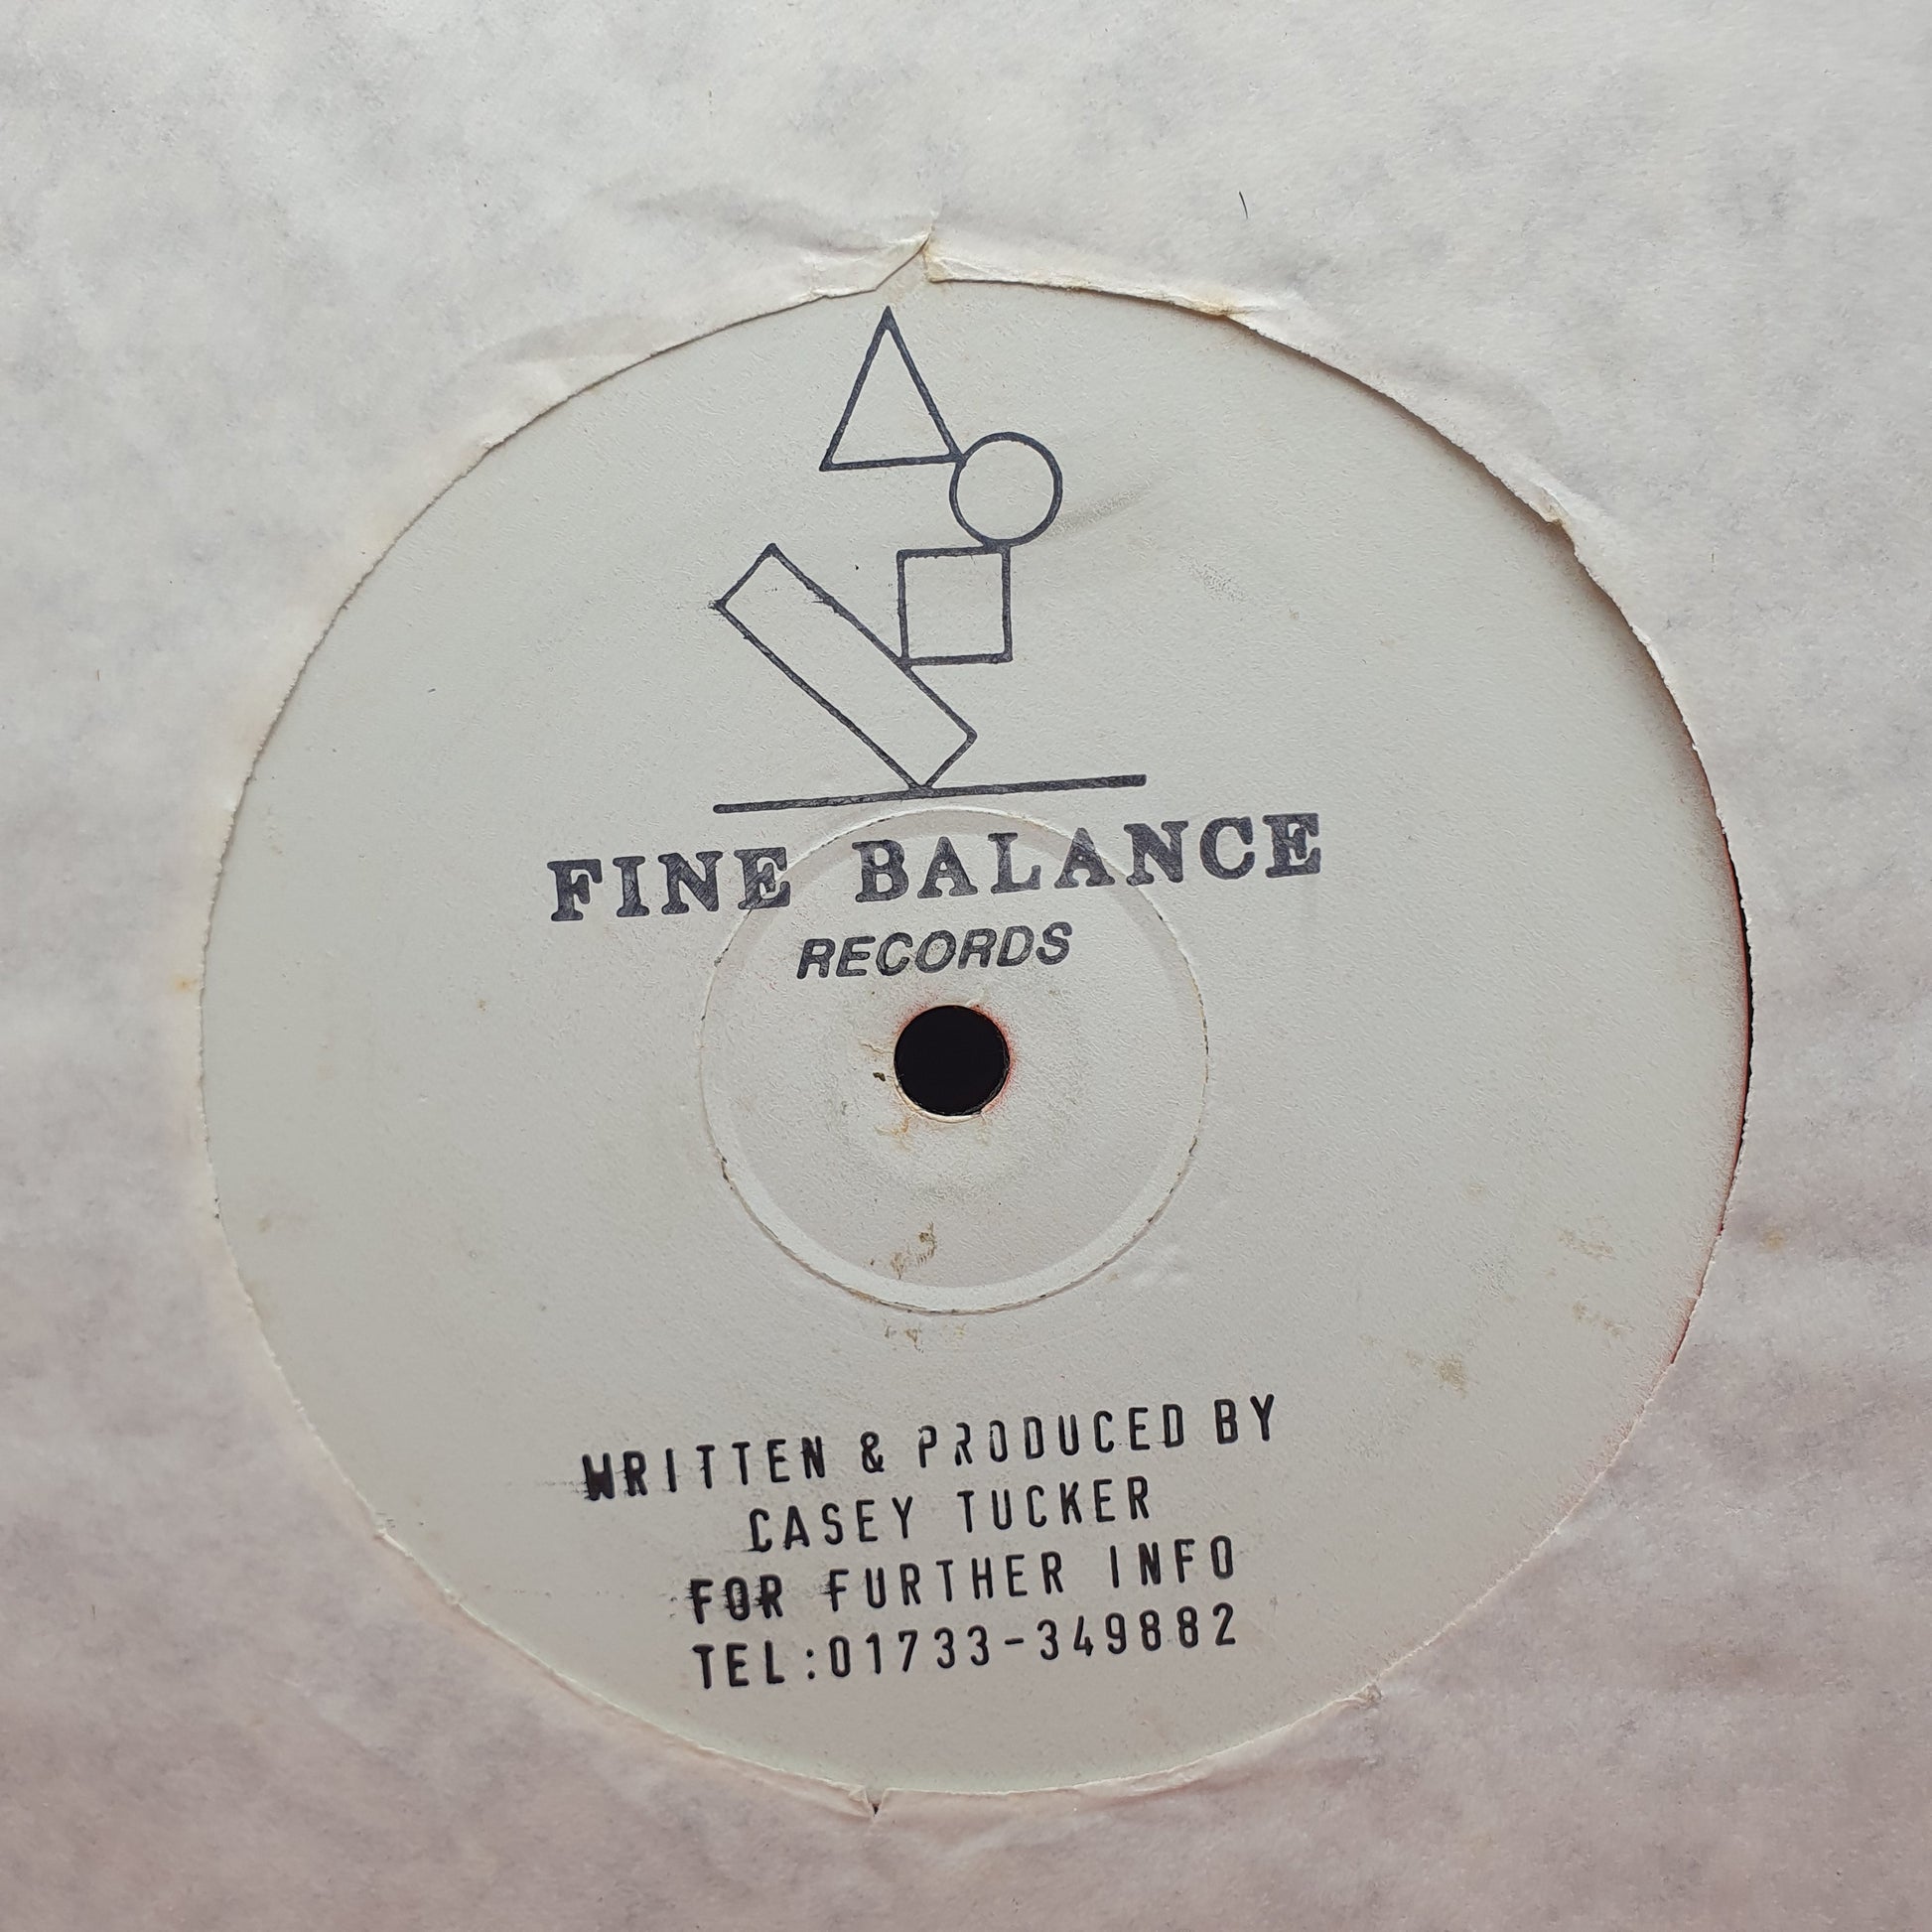 FINE BALANCE
RECORDS
WRITTEN & PRODUCED BY
CASEY TUCKER
FOR FURTHER INFO
TEL:01733-349882